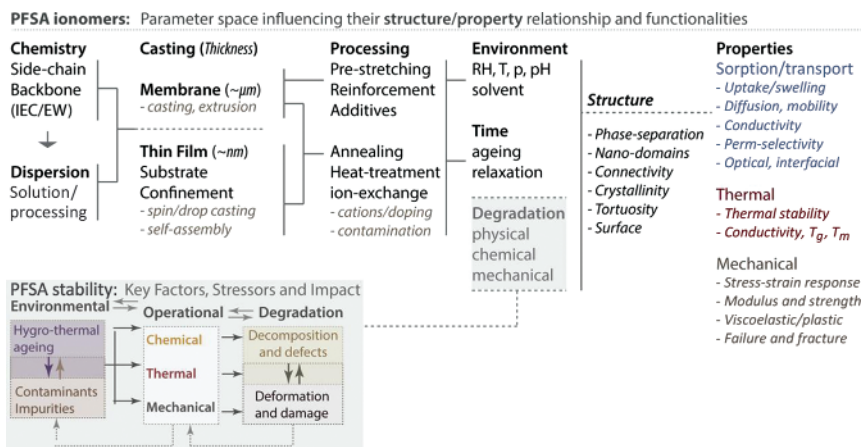 PFSA ionomers: Parameter space influencing their structure/property relationship and functionalities
Chemistry
Side-chain
Backbone
(IEC/EW)
Dispersion
Solution/
processing
Casting (Thickness)
Membrane (~μm)
- casting, extrusion
Thin Film (~nm)
Substrate
Confinement
- spin/drop casting
- self-assembly
Processing
Pre-stretching
Reinforcement
Additives
Annealing
Heat-treatment
ion-exchange
- cations/doping
- contamination
Environment
RH, T, p, pH
solvent
Time
ageing
relaxation
Degradation
physical
chemical
mechanical
Structure
- Phase-separation
- Nano-domains
- Connectivity
- Crystallinity
- Tortuosity
- Surface
Properties
Sorption/transport
- Uptake/swelling
- Diffusion, mobility
- Conductivity
- Perm-selectivity
- Optical, interfacial
Thermal
- Thermal stability
- Conductivity, Tg, Tm
Mechanical
- Stress-strain response
- Modulus and strength
- Viscoelastic/plastic
- Failure and fracture
PFSA stability: Key Factors, Stressors and Impact
Environmental
Operational
Degradation
Hygro-thermal
ageing
Contaminants
Impurities
Chemical
Thermal
Mechanical
Decomposition
and defects
Deformation
and damage